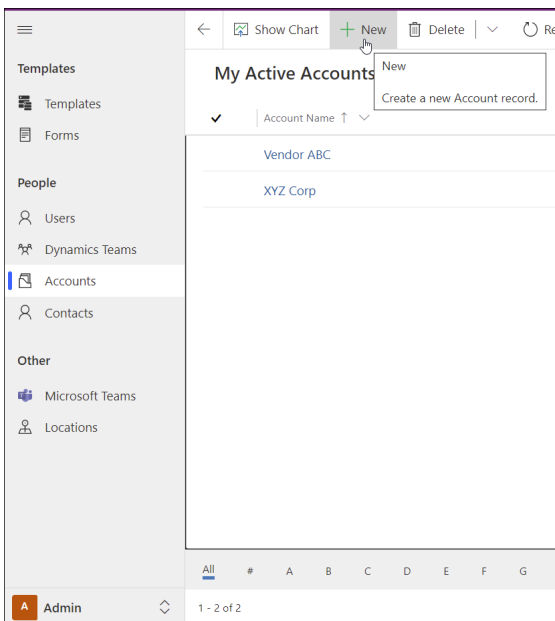 Show Chart
New
Delete
Templates
My Active Accounts
New
Create a new Account record.
Templates
Account Name
Forms
Vendor ABC
People
XYZ Corp
Users
Dynamics Teams
Accounts
Contacts
Other
Microsoft Teams
Locations
All # A B C D E F G
A Admin
1 - 2 of 2